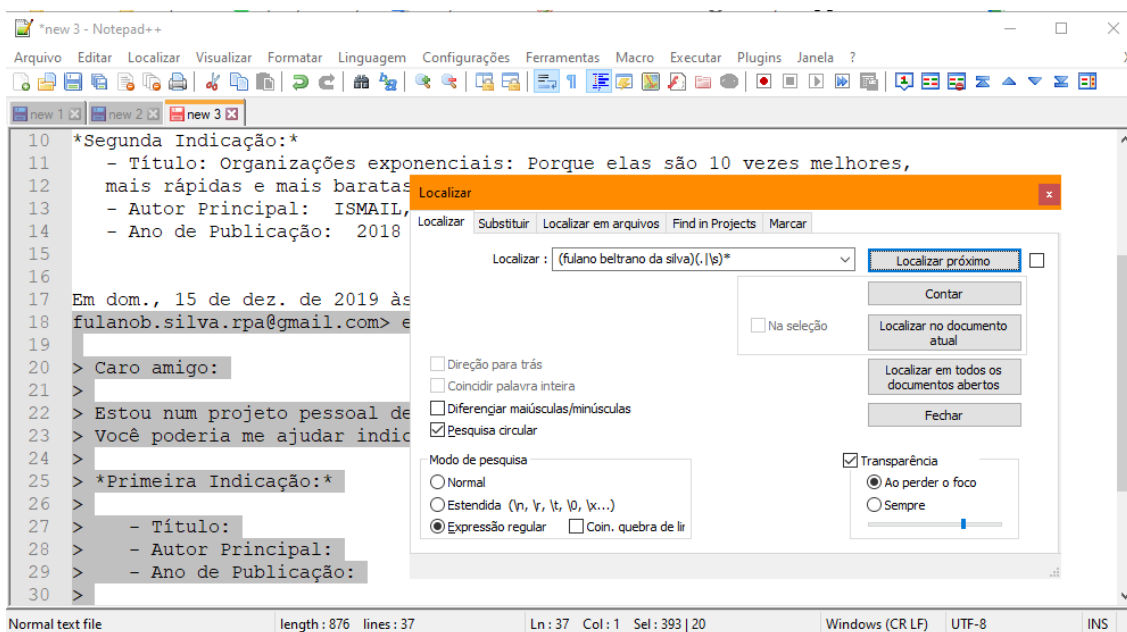 *new 3 - Notepad++
Arquivo Editar Localizar Visualizar Formatar Linguagem Configurações Ferramentas Macro Executar Plugins Janela ?
new 1 new 2 new 3
10 *Segunda Indicação:*
11 - Título: Organizações exponenciais: Porque elas são 10 vezes melhores,
12 mais rápidas e mais baratas
13 - Autor Principal: ISMAIL,
14 - Ano de Publicação: 2018
15
16
17 Em dom., 15 de dez. de 2019 às
18 fulanob.silva.rpa@gmail.com> e
19
20 > Caro amigo:
21 >
22 > Estou num projeto pessoal de
23 > Você poderia me ajudar indic
24 >
25 > *Primeira Indicação:*
26 >
27 > - Título:
28 > - Autor Principal:
29 > - Ano de Publicação:
30 >
Localizar
Localizar Substituir Localizar em arquivos Find in Projects Marcar
Localizar : (fulano beltrano da silva)(.|\s)* Localizar próximo
Contar
Na seleção
Localizar no documento
atual
Direção para trás
Coincidir palavra inteira
Localizar em todos os
documentos abertos
Diferençiar maiúsculas/minúsculas
Fechar
Pesquisa circular
Modo de pesquisa
Normal
Estendida (\n, \r, \t, \0, \x...)
Expressão regular Coin. quebra de lir
Transparência
Ao perder o foco
Sempre
Normal text file length : 876 lines : 37 Ln : 37 Col : 1 Sel : 393 | 20 Windows (CR LF) UTF-8 INS